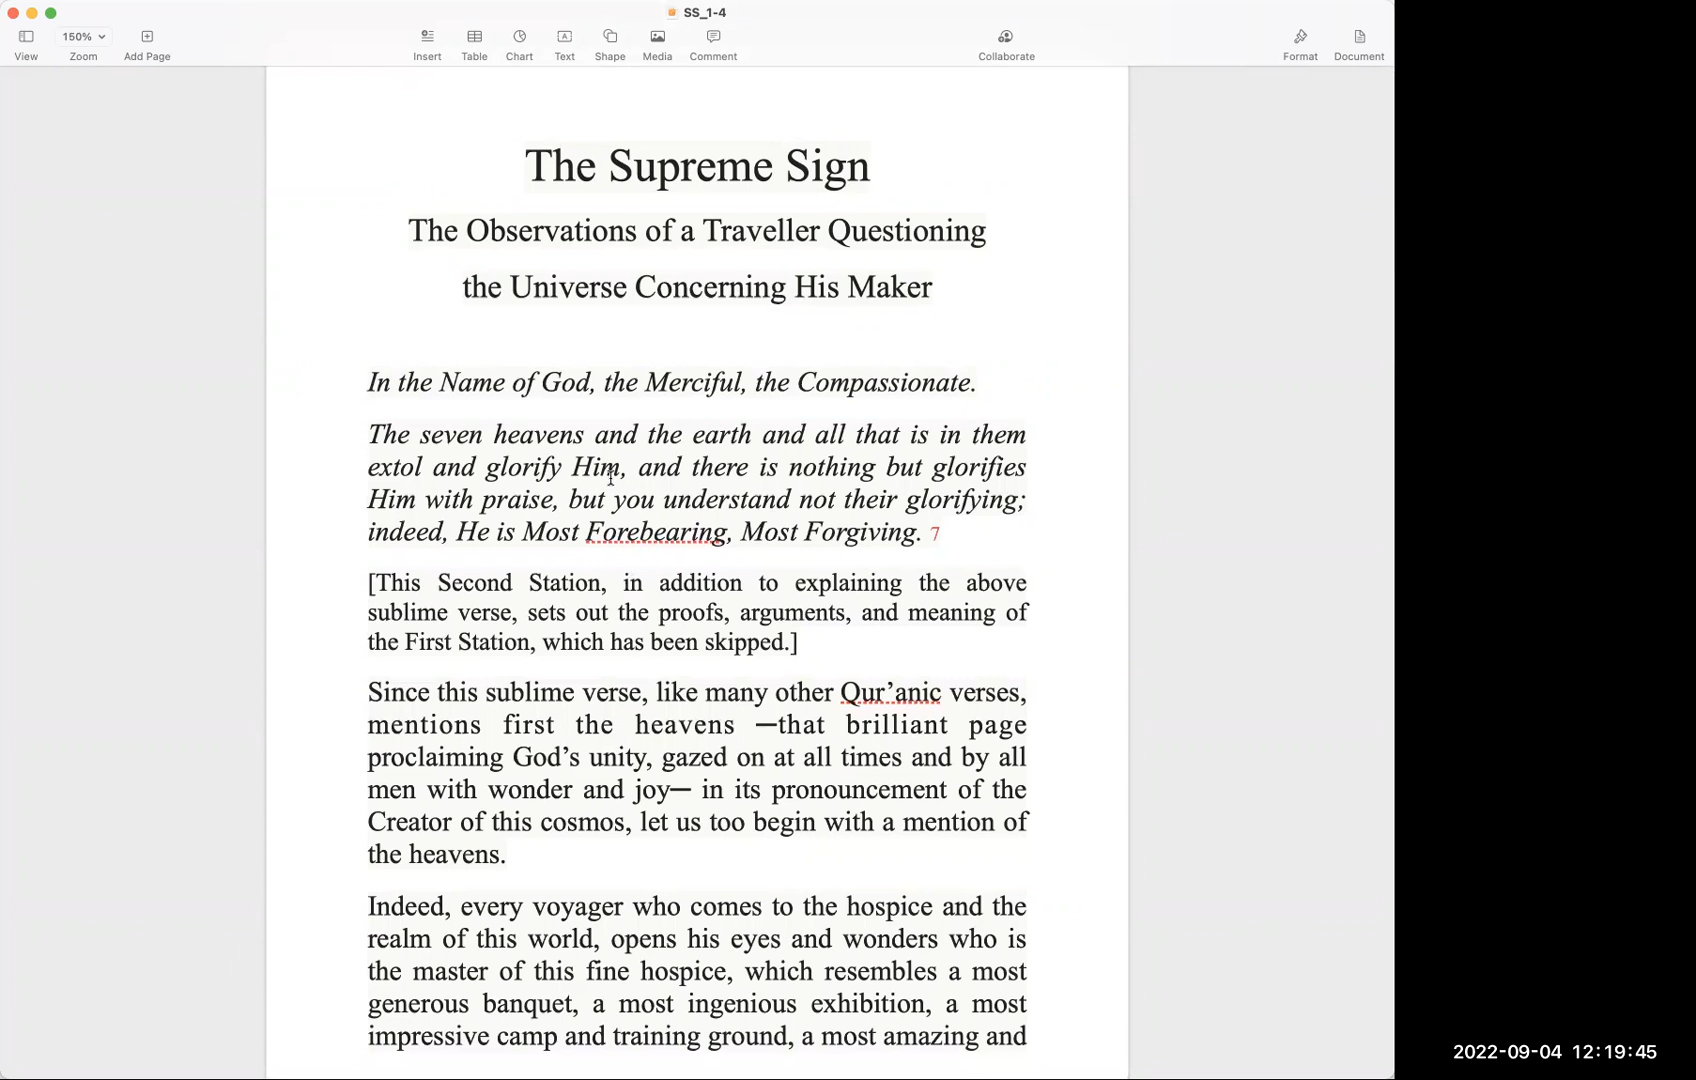 SS_1-4
150%
View
Zoom
Add Page
Insert
Table
Chart
Text
Shape
Media
Comment
Collaborate
Format
Document
The Supreme Sign
The Observations of a Traveller Questioning
the Universe Concerning His Maker
In the Name of God, the Merciful, the Compassionate.
The seven heavens and the earth and all that is in them
extol and glorify Him, and there is nothing but glorifies
Him with praise, but you understand not their glorifying;
indeed, He is Most Forebearing, Most Forgiving. 7
[This Second Station, in addition to explaining the above
sublime verse, sets out the proofs, arguments, and meaning of
the First Station, which has been skipped.]
Since this sublime verse, like many other Qur’anic verses,
mentions first the heavens —that brilliant page
proclaiming God’s unity, gazed on at all times and by all
men with wonder and joy— in its pronouncement of the
Creator of this cosmos, let us too begin with a mention of
the heavens.
Indeed, every voyager who comes to the hospice and the
realm of this world, opens his eyes and wonders who is
the master of this fine hospice, which resembles a most
generous banquet, a most ingenious exhibition, a most
impressive camp and training ground, a most amazing and
2022-09-04 12:19:45